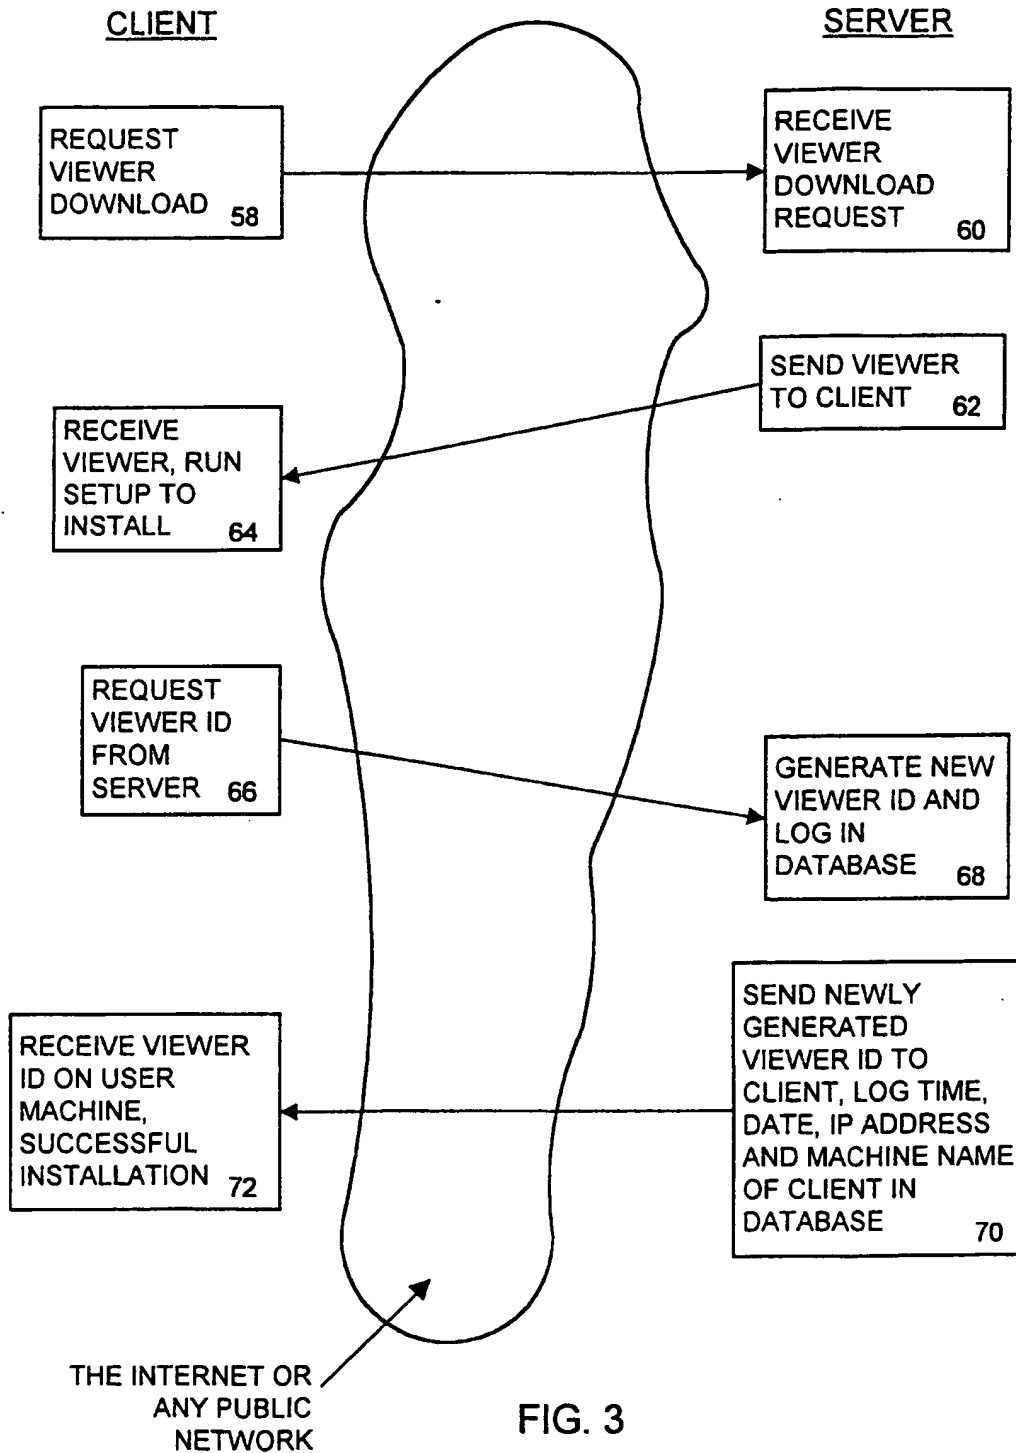 CLIENT
SERVER
REQUEST
VIEWER
DOWNLOAD
58
RECEIVE
VIEWER
DOWNLOAD
REQUEST
60
SEND VIEWER
TO CLIENT
62
RECEIVE
VIEWER, RUN
SETUP TO
INSTALL
64
REQUEST
VIEWER ID
FROM
SERVER
66
GENERATE NEW
VIEWER ID AND
LOG IN
DATABASE
68
SEND NEWLY
GENERATED
VIEWER ID TO
CLIENT, LOG TIME,
DATE, IP ADDRESS
AND MACHINE NAME
OF CLIENT IN
DATABASE
70
RECEIVE VIEWER
ID ON USER
MACHINE,
SUCCESSFUL
INSTALLATION
72
THE INTERNET OR
ANY PUBLIC
NETWORK
FIG. 3